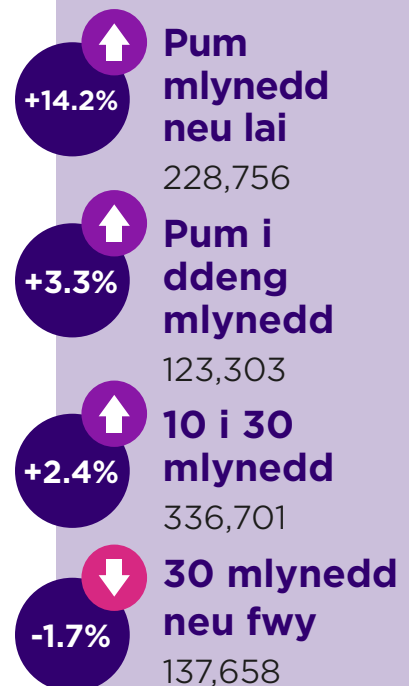 +14.2%
Pum
mlynedd
neu lai
228,756
+3.3%
Pum i
ddeng
mlynedd
123,303
+2.4%
10 i 30
mlynedd
336,701
-1.7%
30 mlynedd
neu fwy
137,658